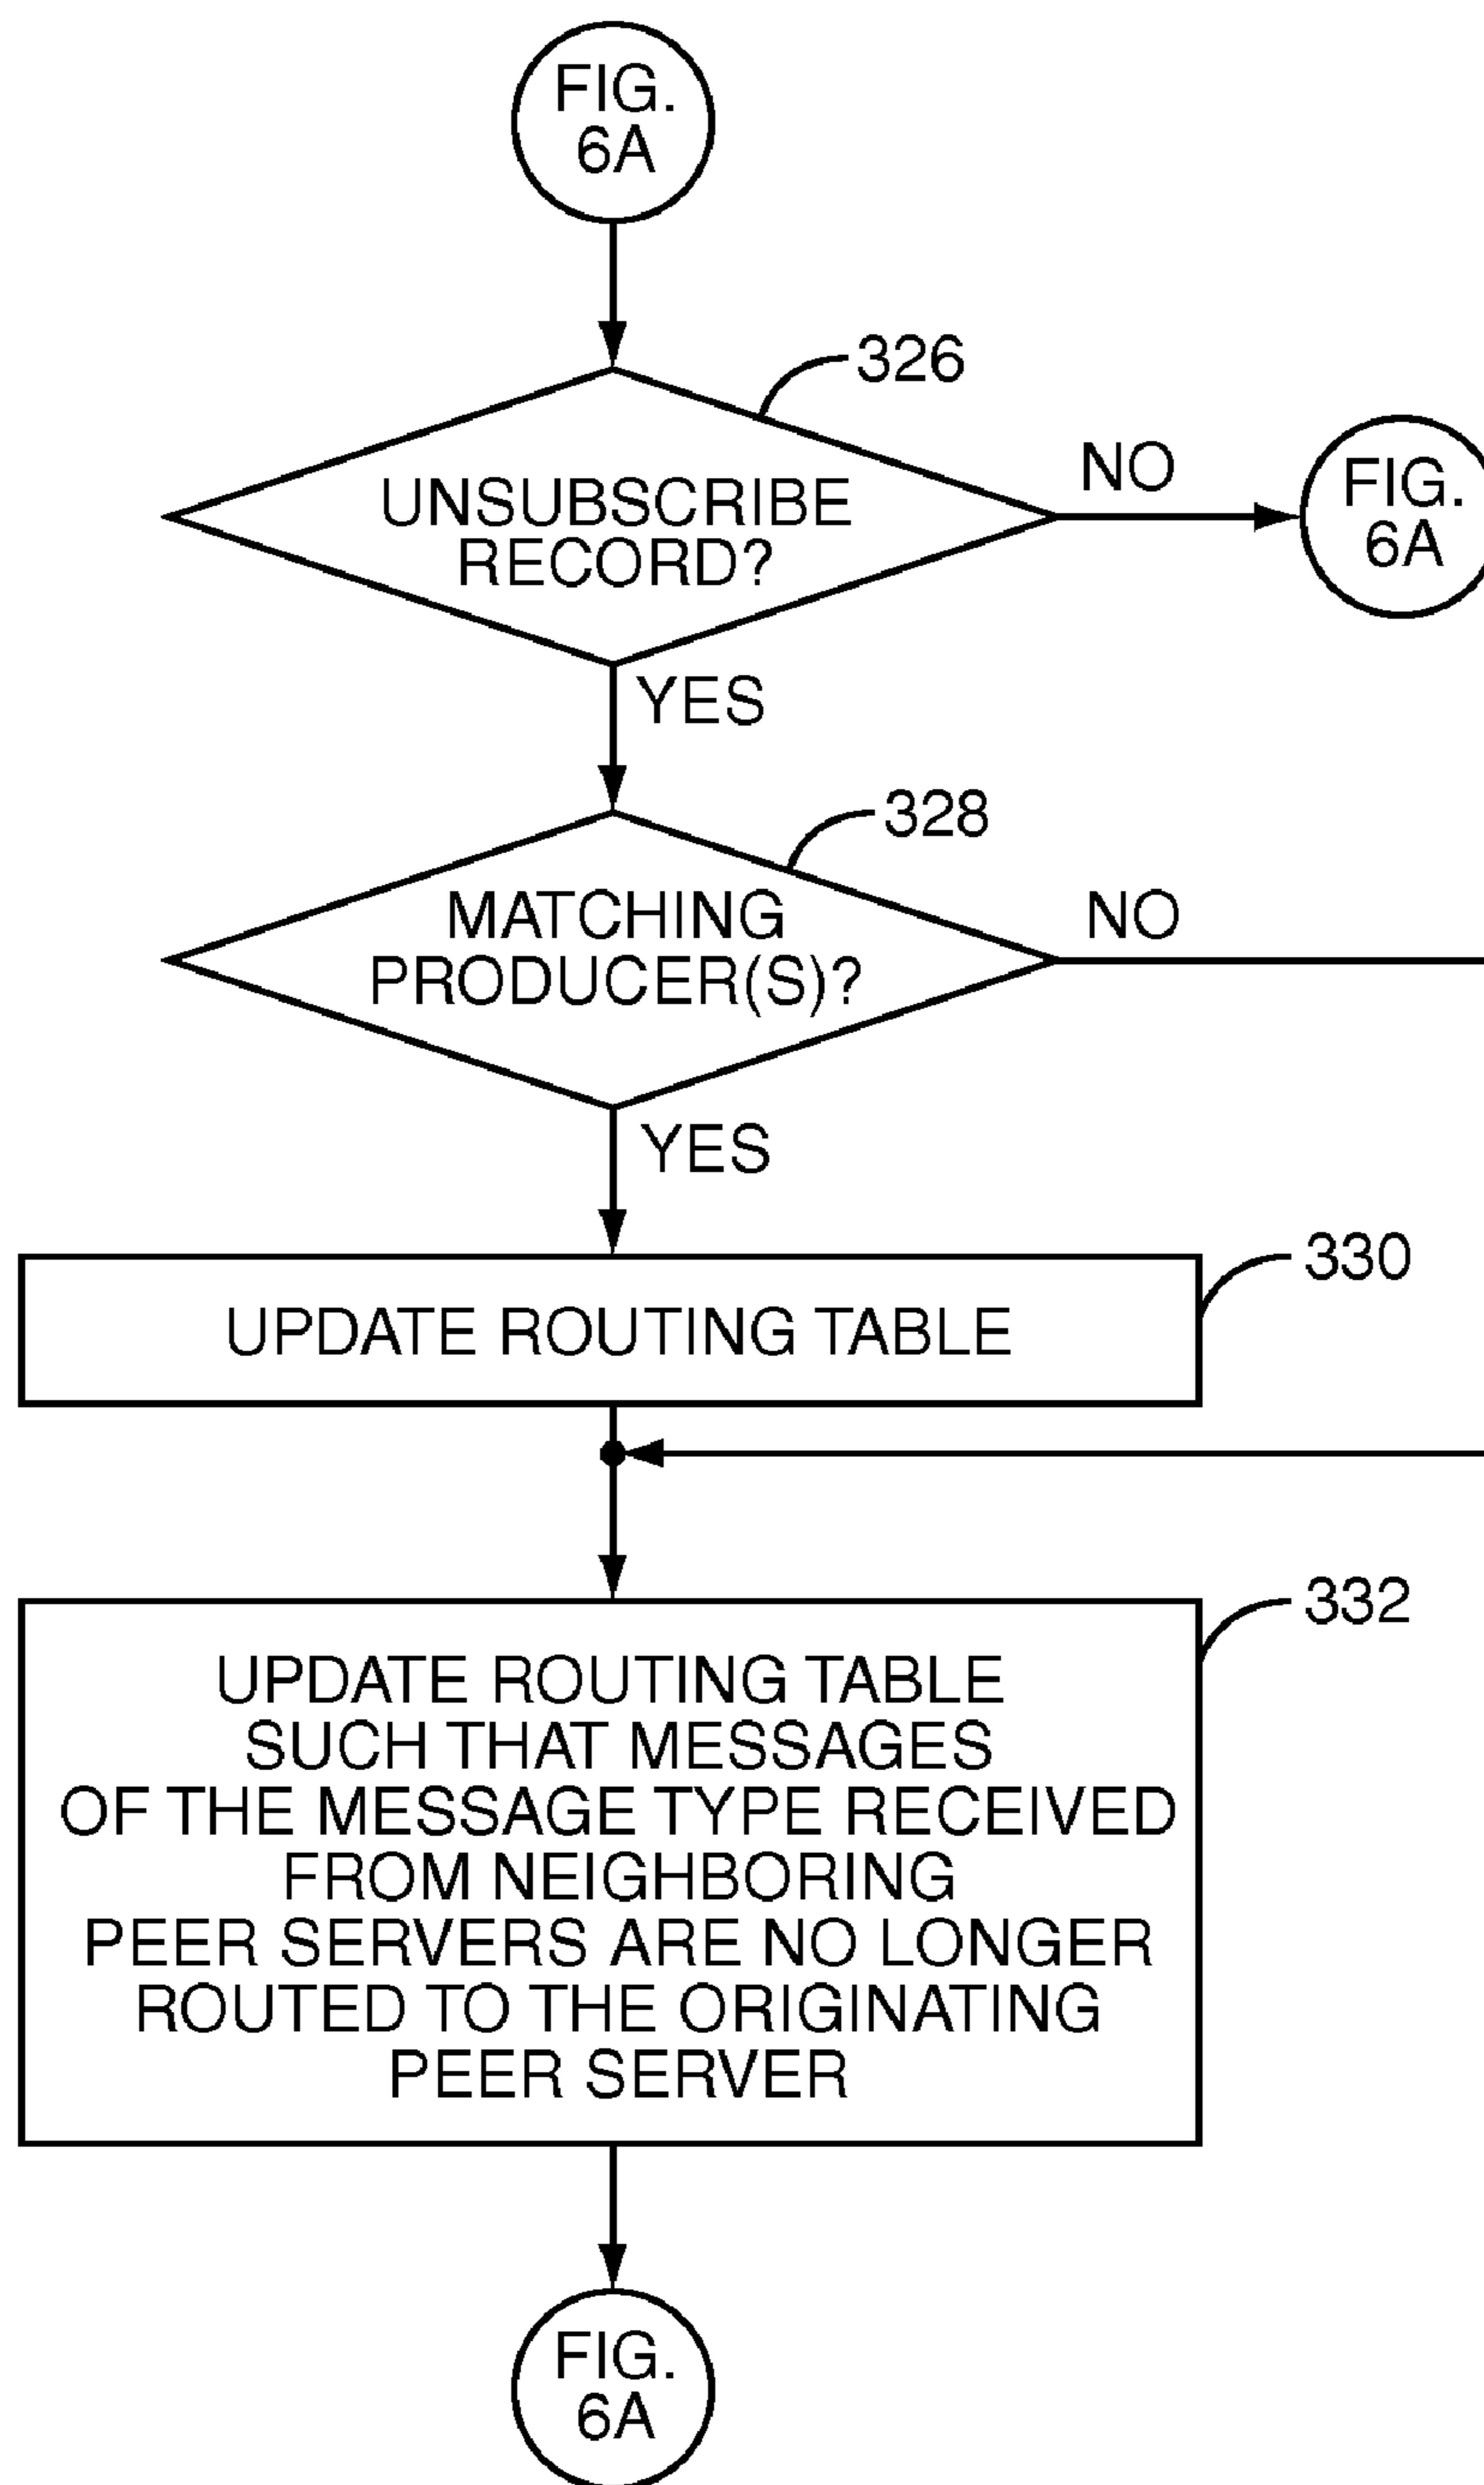 FIG.
6A
326
UNSUBSCRIBE
RECORD?
NO
FIG.
6A
YES
328
MATCHING
PRODUCER(S)?
NO
YES
330
UPDATE ROUTING TABLE
332
UPDATE ROUTING TABLE
SUCH THAT MESSAGES
OF THE MESSAGE TYPE RECEIVED
FROM NEIGHBORING
PEER SERVERS ARE NO LONGER
ROUTED TO THE ORIGINATING
PEER SERVER
FIG.
6A